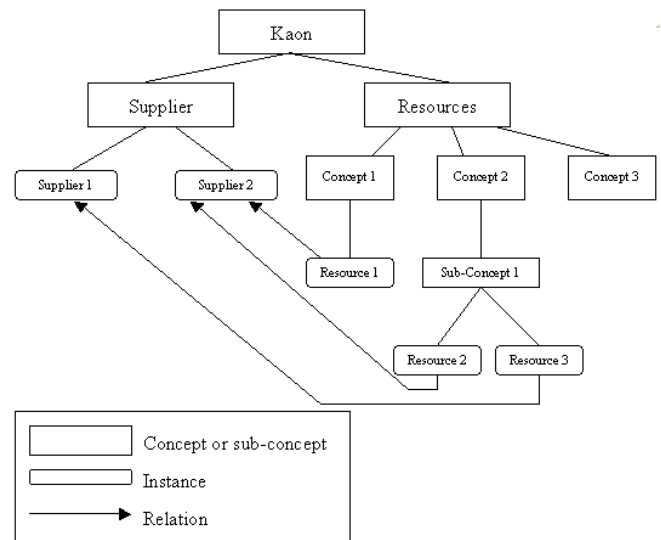 Kaon
Supplier
Resources
Supplier 1
Supplier 2
Concept 1
Concept 2
Concept 3
Resource 1
Sub-Concept 1
Resource 2
Resource 3
Concept or sub-concept
Instance
Relation